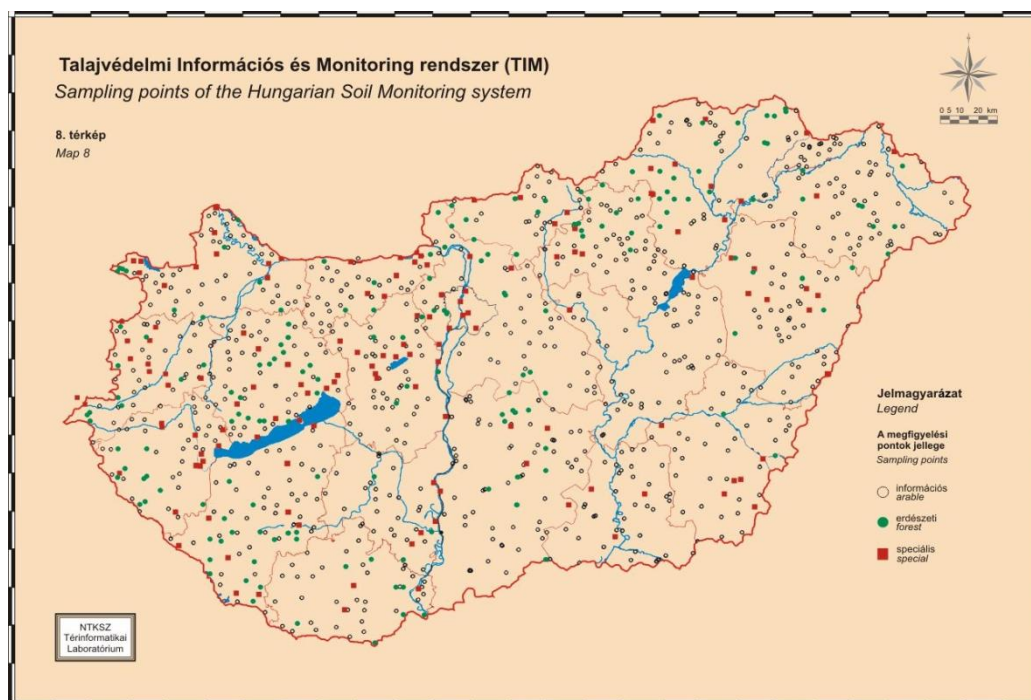 Talajvédelmi Információs és Monitoring rendszer (TIM)
Sampling points of the Hungarian Soil Monitoring system
8. térkép
Map 8
0 5 10 20 km
Jelmagyarázat
Legend
A megfigyelési
pontok jellege
Sampling points
információs
arable
erdészeti
forest
speciális
special
NTKSZ
Térinformatikai
Laboratórium